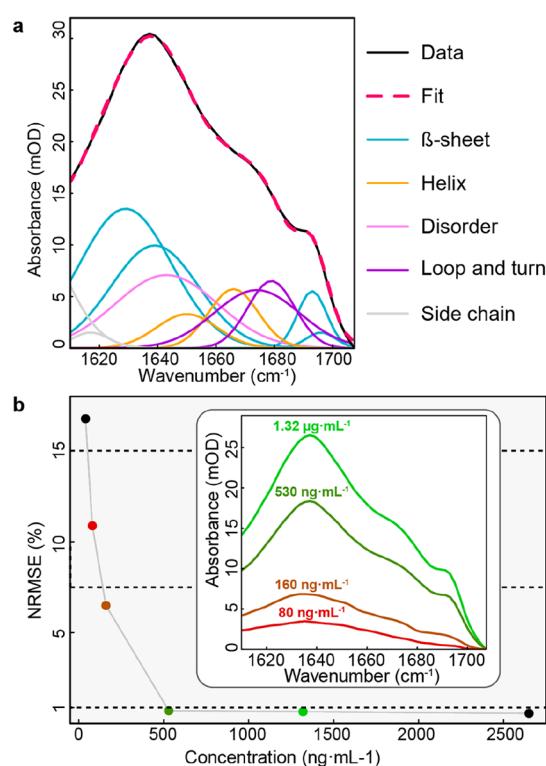 a
30
25
20
15
10
5
0
Absorbance (mOD)
1620 1640 1660 1680 1700
Wavenumber (cm-1)
Data
Fit
ß-sheet
Helix
Disorder
Loop and turn
Side chain
b
15
10
5
1
NRMSE (%)
0 500 1000 1500 2000 2500
Concentration (ng·mL-1)
25
20
15
10
5
0
Absorbance (mOD)
1.32 µg·mL-1
530 ng·mL-1
160 ng·mL-1
80 ng·mL-1
1620 1640 1660 1680 1700
Wavenumber (cm-1)